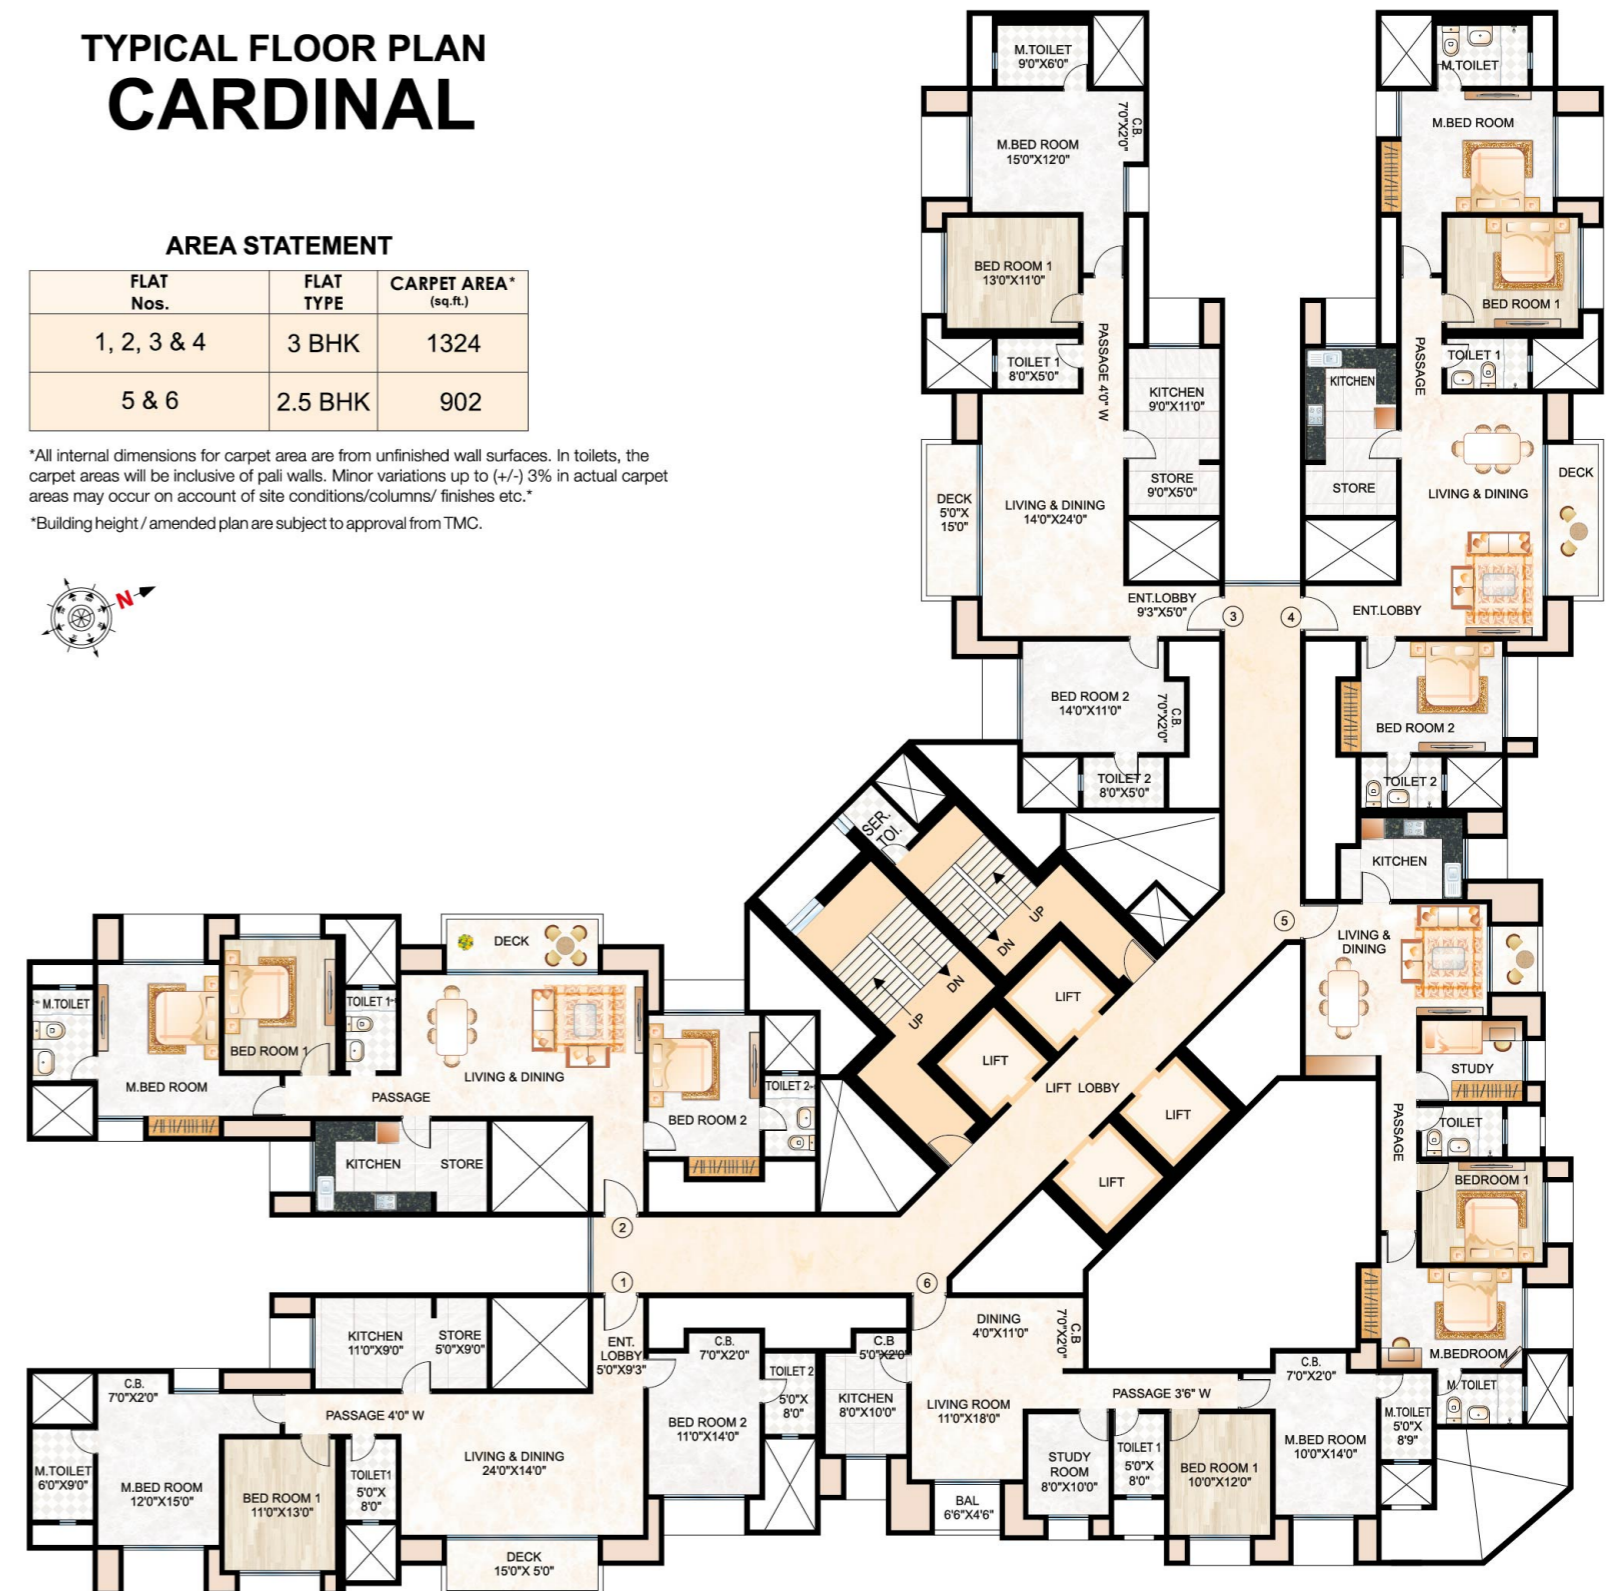 TYPICAL FLOOR PLAN
CARDINAL
AREA STATEMENT
FLAT
Nos.
FLAT
TYPE
CARPET AREA*
(sq.ft.)
1, 2, 3 & 4
3 BHK
1324
5 & 6
2.5 BHK
902
*All internal dimensions for carpet area are from unfinished wall surfaces. In toilets, the
carpet areas will be inclusive of pali walls. Minor variations up to (+/-) 3% in actual carpet
areas may occur on account of site conditions/columns/ finishes etc.*
*Building height / amended plan are subject to approval from TMC.
N
M.TOILET
9'0"X6'0"
C.B.
7'0"X2'0"
M.BED ROOM
15'0"X12'0"
BED ROOM 1
13'0"X11'0"
TOILET 1
8'0"X5'0"
PASSAGE 4'0" W
KITCHEN
9'0"X11'0"
STORE
9'0"X5'0"
DECK
5'0"X
15'0"
LIVING & DINING
14'0"X24'0"
ENT.LOBBY
9'3"X5'0"
3
BED ROOM 2
14'0"X11'0"
C.B.
7'0"X2'0"
TOILET 2
8'0"X5'0"
M.TOILET
M.BED ROOM
BED ROOM 1
PASSAGE
TOILET 1
KITCHEN
STORE
LIVING & DINING
DECK
4
ENT.LOBBY
BED ROOM 2
TOILET 2
KITCHEN
5
LIVING &
DINING
STUDY
TOILET
PASSAGE
BEDROOM 1
M.BEDROOM
M. TOILET
SER.
TOI.
UP
DN
UP
DN
LIFT
LIFT
LIFT LOBBY
LIFT
LIFT
DECK
M.TOILET
BED ROOM 1
TOILET 1
M.BED ROOM
PASSAGE
LIVING & DINING
BED ROOM 2
TOILET 2
KITCHEN
STORE
2
1
6
KITCHEN
11'0"X9'0"
STORE
5'0"X9'0"
ENT.
LOBBY
5'0"X9'3"
C.B.
7'0"X2'0"
M.TOILET
6'0"X9'0"
M.BED ROOM
12'0"X15'0"
PASSAGE 4'0" W
BED ROOM 1
11'0"X13'0"
TOILET1
5'0"X
8'0"
LIVING & DINING
24'0"X14'0"
DECK
15'0"X 5'0"
C.B.
7'0"X2'0"
BED ROOM 2
11'0"X14'0"
TOILET 2
5'0"X
8'0"
C.B
5'0"X2'0"
KITCHEN
8'0"X10'0"
DINING
4'0"X11'0"
C.B
7'0"X2'0"
LIVING ROOM
11'0"X18'0"
BAL
6'6"X4'6"
PASSAGE 3'6" W
STUDY
ROOM
8'0"X10'0"
TOILET 1
5'0"X
8'0"
BED ROOM 1
10'0"X12'0"
C.B.
7'0"X2'0"
M.BED ROOM
10'0"X14'0"
M.TOILET
5'0"X
8'9"